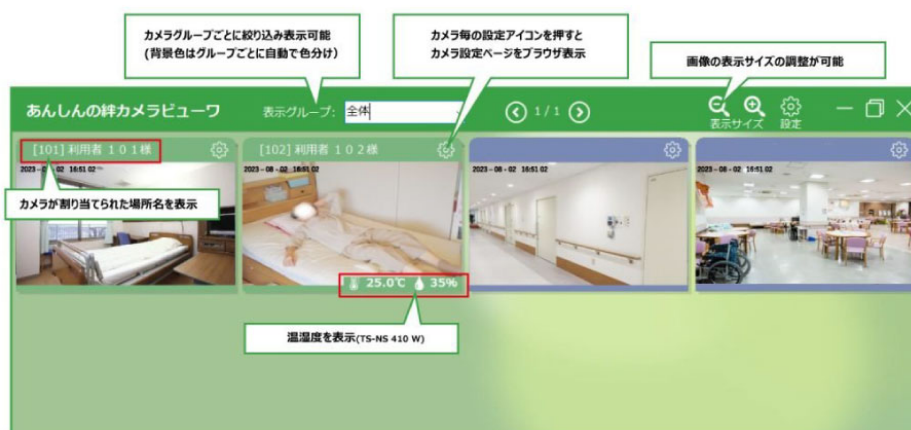 カメラグループごとに絞り込み表示可能
(背景色はグループごとに自動で色分け)
カメラ毎の設定アイコンを押すと
カメラ設定ページをブラウザ表示
画像の表示サイズの調整が可能
あんしんの絆カメラビューワ
表示グループ: 全体
1/1
表示サイズ 設定
[101] 利用者 1 0 1 様
[102] 利用者 1 0 2 様
2023-08-02 16:51 02
2023-08-02 16:51 02
2023-08-02 16:51 02
2023-08-02 16:51 02
カメラが割り当てられた場所名を表示
25.0℃ 35%
温湿度を表示(TS-NS 410 W)